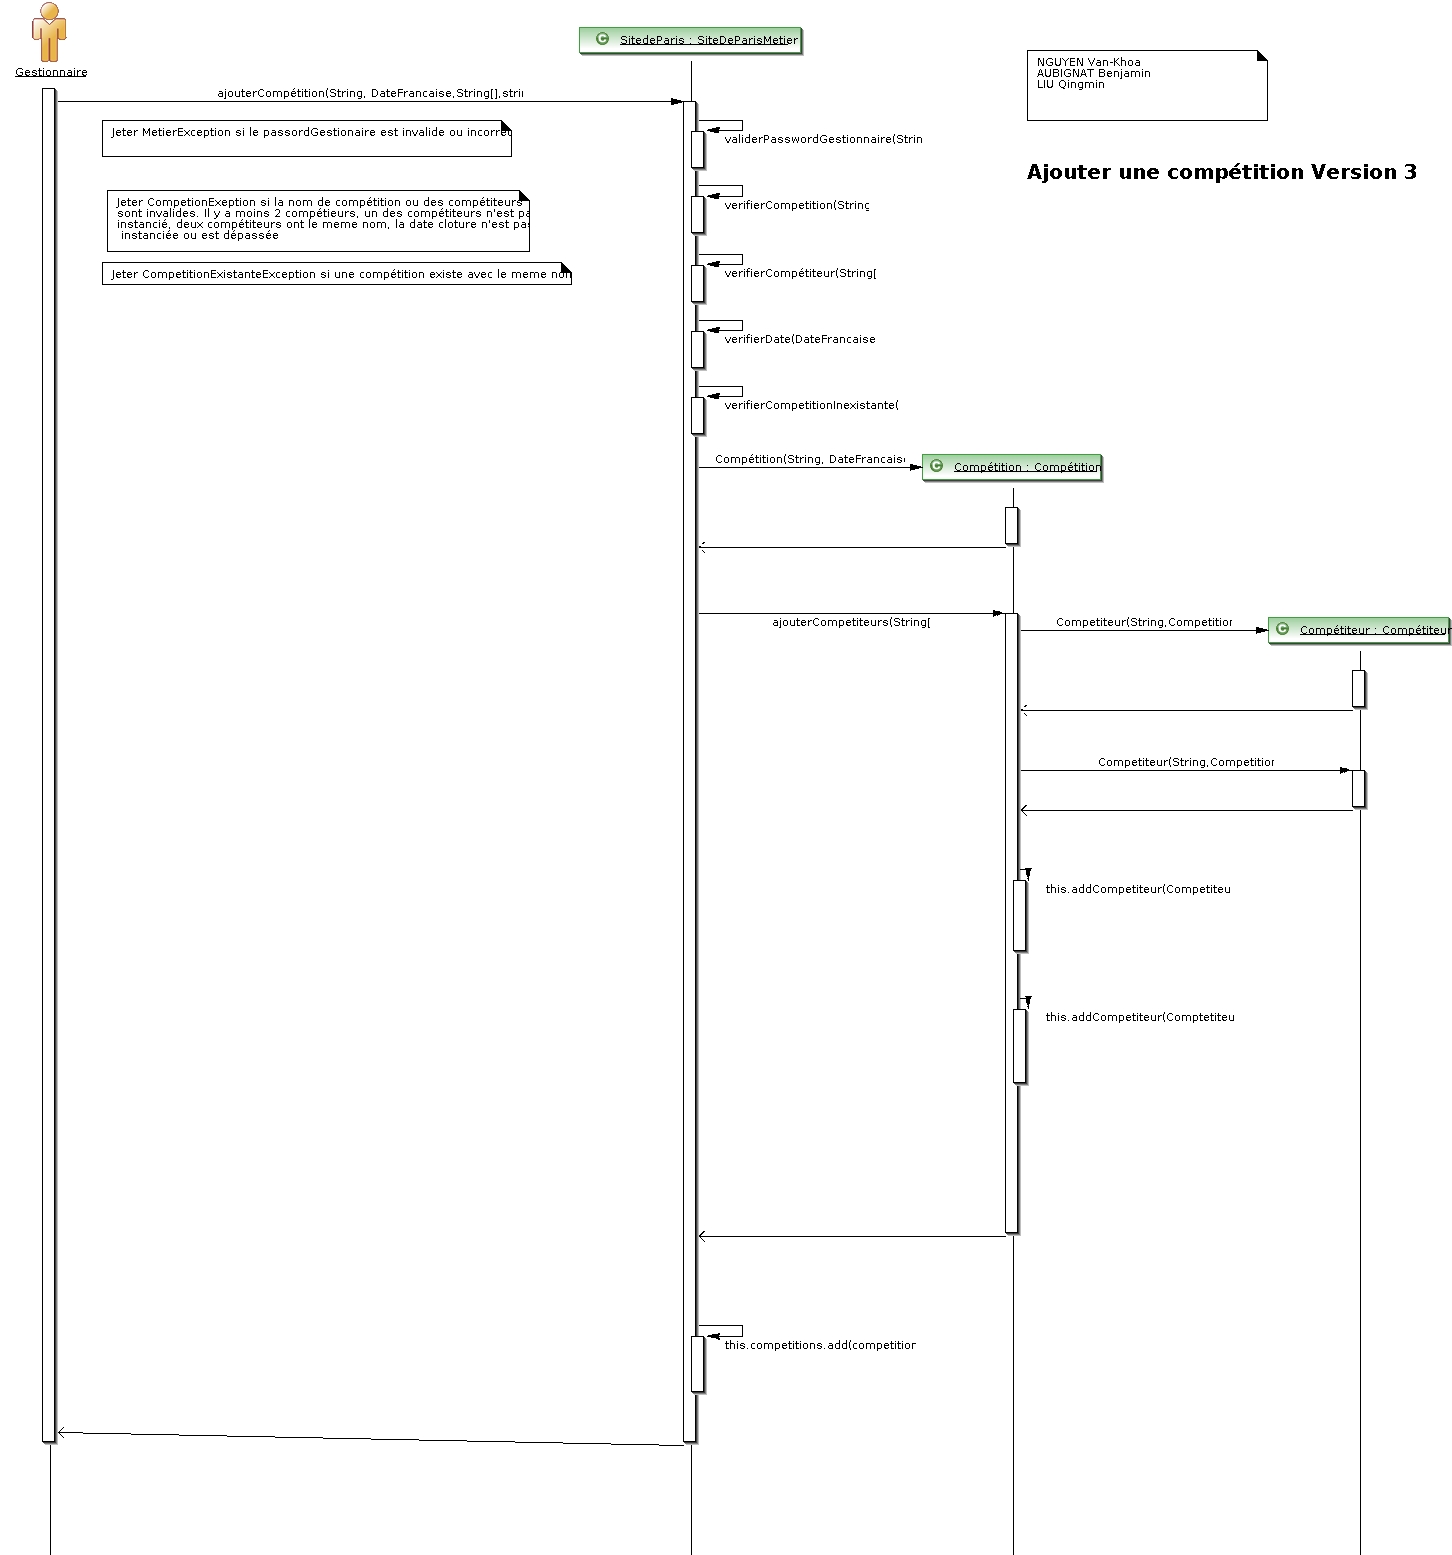 Gestionnaire
SitedeParis : SiteDeParisMetier
NGUYEN Van-Khoa
AUBIGNAT Benjamin
LIU Qingmin
Ajouter une compétition Version 3
ajouterCompétition(String, DateFrancaise,String[],strin
Jeter MetierException si le passordGestionaire est invalide ou incorrec
validerPasswordGestionnaire(Strin
Jeter CompetionException si la nom de compétition ou des compétiteurs
sont invalides. Il y a moins 2 compétieurs, un des compétiteurs n'est pa
instancié, deux compétiteurs ont le meme nom, la date cloture n'est pas
instanciée ou est dépassée
verifierCompetition(String
Jeter CompetitionExistanteException si une compétition existe avec le meme nom
verifierCompétiteur(String[
verifierDate(DateFrancaise
verifierCompetitionInexistante(
Compétition(String, DateFrancaise
Compétition : Compétition
ajouterCompetiteurs(String[
Competiteur(String,Competition
Compétiteur : Compétiteur
Competiteur(String,Competition
this.addCompetiteur(Competiteu
this.addCompetiteur(Comptetiteu
this.competitions.add(competition